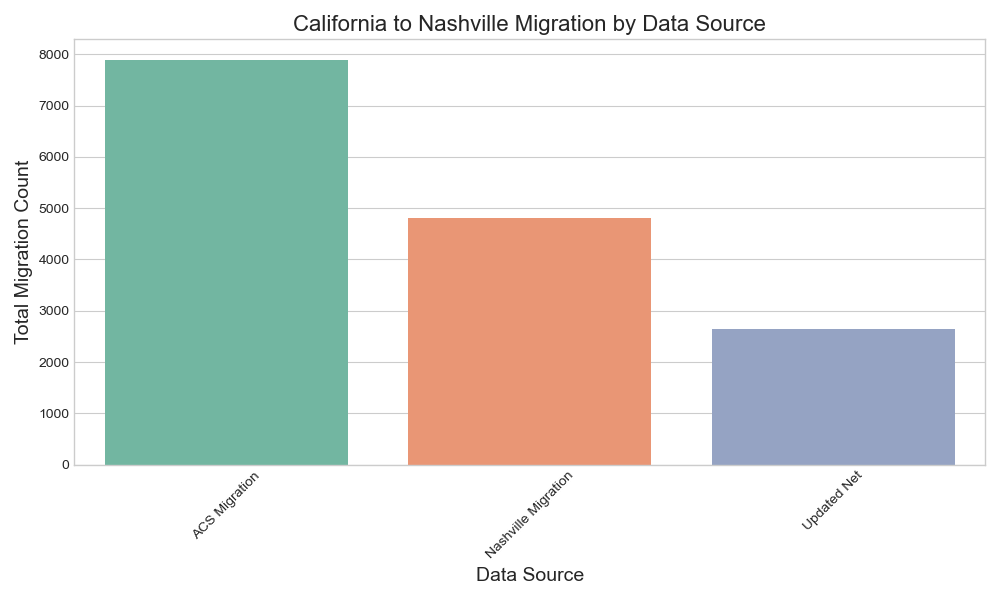 California to Nashville Migration by Data Source
Total Migration Count
8000
7000
6000
5000
4000
3000
2000
1000
0
ACS Migration
Nashville Migration
Updated Net
Data Source